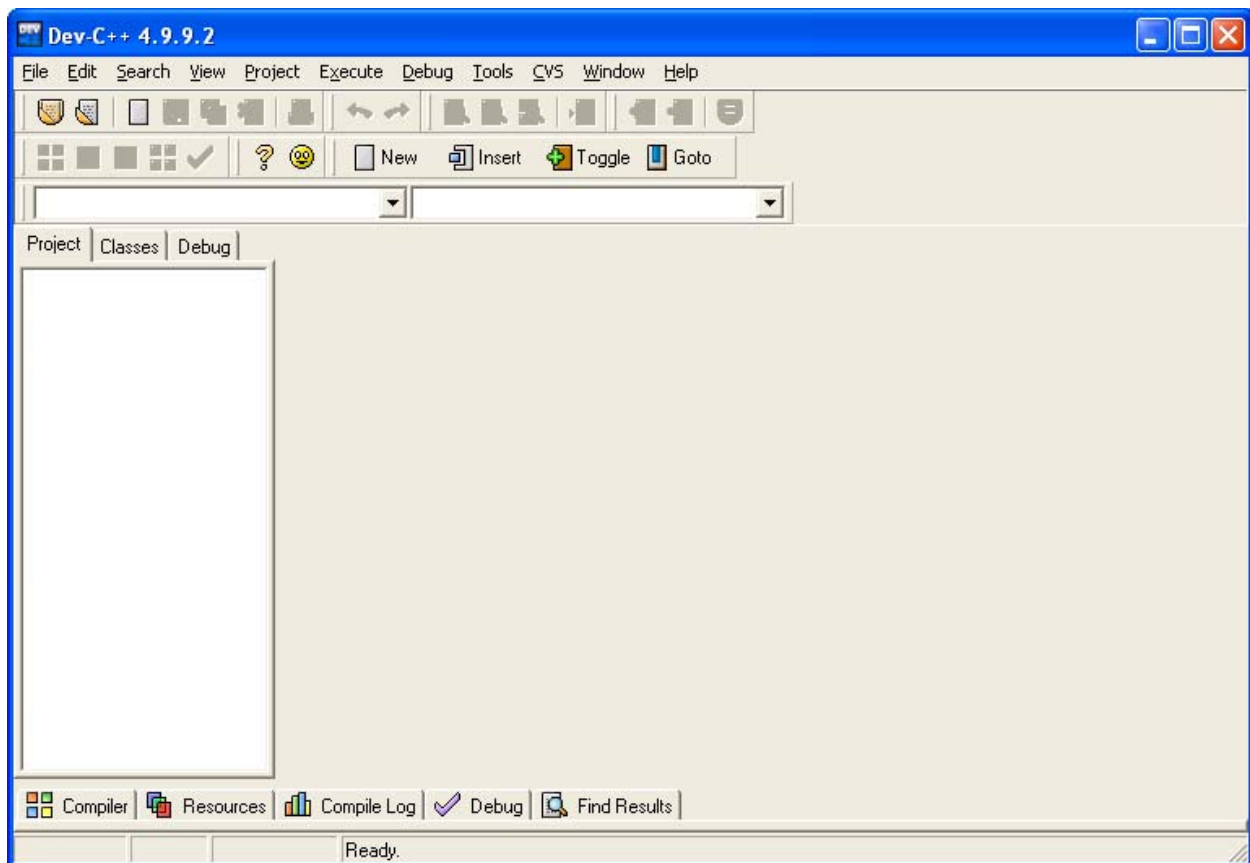 Dev-C++ 4.9.9.2
File Edit Search View Project Execute Debug Tools CVS Window Help
New Insert Toggle Goto
Project Classes Debug
Compiler Resources Compile Log Debug Find Results
Ready.